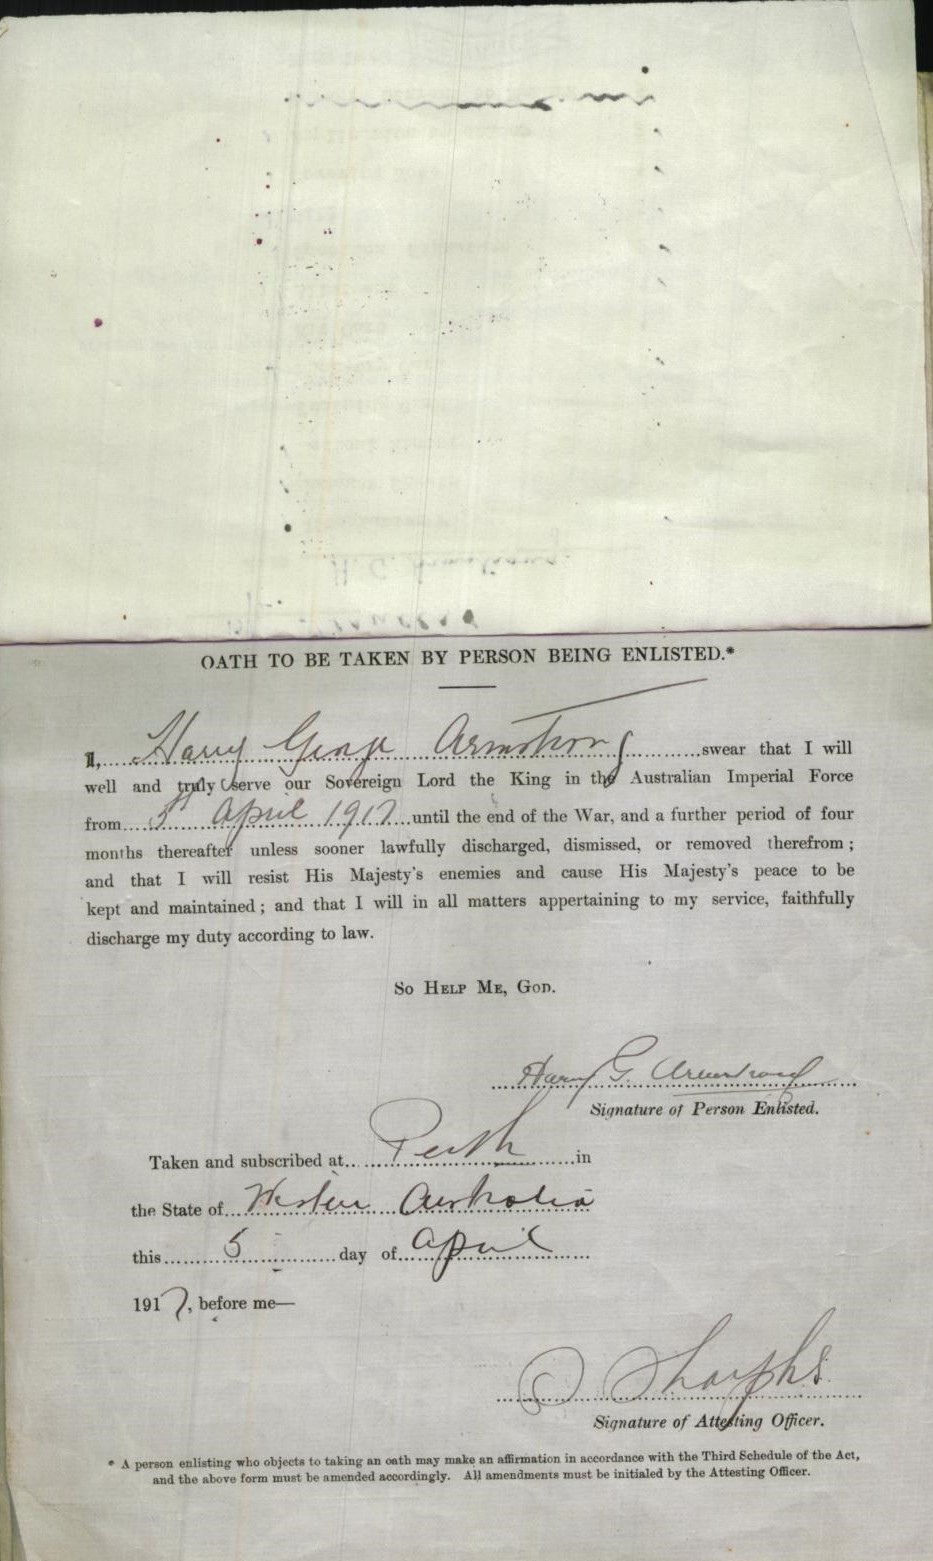 H. G. Armstrong.
OATH TO BE TAKEN BY PERSON BEING ENLISTED.*
I, Harry George Armstrong swear that I will
well and truly serve our Sovereign Lord the King in the Australian Imperial Force
from 5th April 1917 until the end of the War, and a further period of four
months thereafter unless sooner lawfully discharged, dismissed, or removed therefrom ;
and that I will resist His Majesty's enemies and cause His Majesty's peace to be
kept and maintained ; and that I will in all matters appertaining to my service, faithfully
discharge my duty according to law.
So Help Me, God.
Harry G. Armstrong
Signature of Person Enlisted.
Taken and subscribed at Perth in
the State of Western Australia
this 5 day of April
1917, before me—
Signature of Attesting Officer.
* A person enlisting who objects to taking an oath may make an affirmation in accordance with the Third Schedule of the Act,
and the above form must be amended accordingly. All amendments must be initialed by the Attesting Officer.